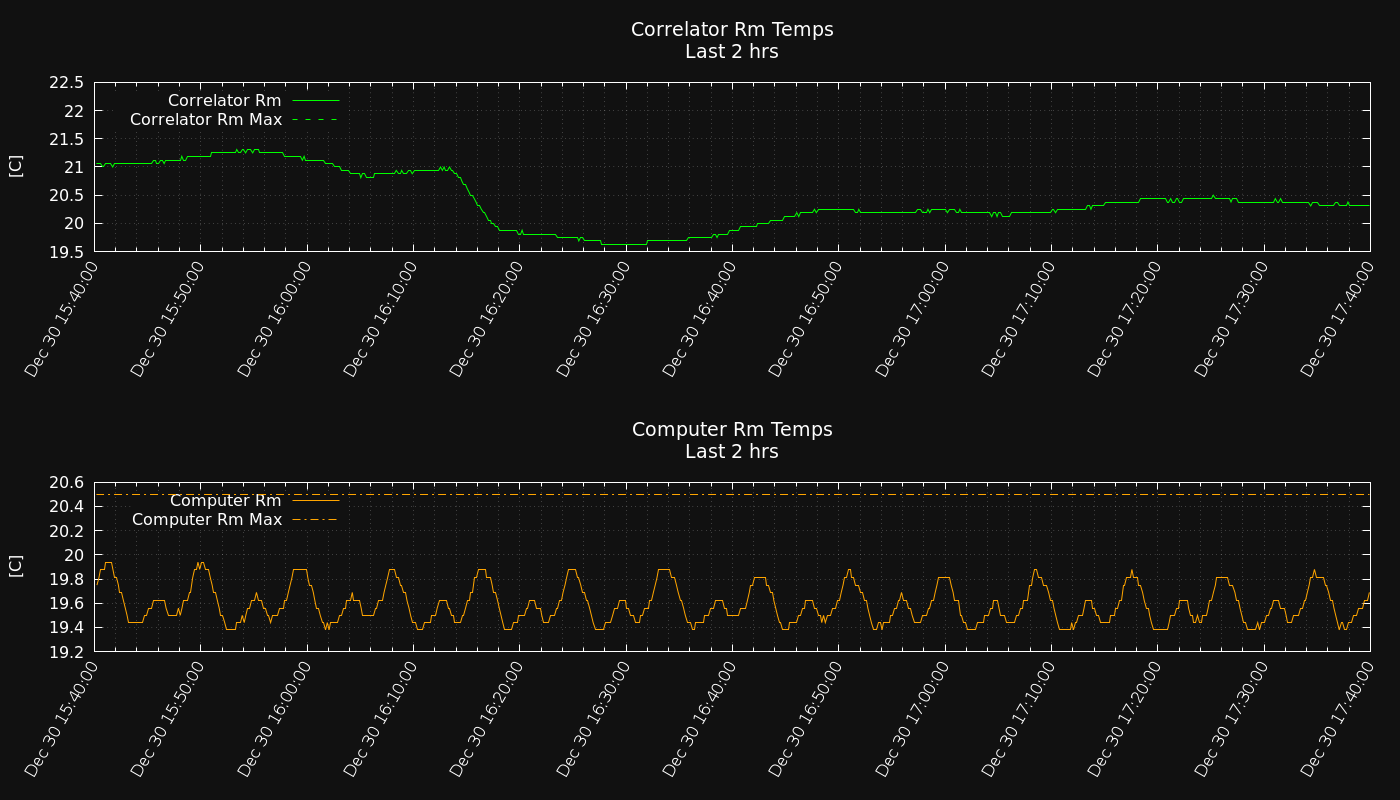 Correlator Rm Temps
Last 2 hrs
22.5
22
21.5
21
20.5
20
19.5
[C]
Correlator Rm
Correlator Rm Max
Dec 30 15:40:00
Dec 30 15:50:00
Dec 30 16:00:00
Dec 30 16:10:00
Dec 30 16:20:00
Dec 30 16:30:00
Dec 30 16:40:00
Dec 30 16:50:00
Dec 30 17:00:00
Dec 30 17:10:00
Dec 30 17:20:00
Dec 30 17:30:00
Dec 30 17:40:00
Computer Rm Temps
Last 2 hrs
20.6
20.4
20.2
20
19.8
19.6
19.4
19.2
[C]
Computer Rm
Computer Rm Max
Dec 30 15:40:00
Dec 30 15:50:00
Dec 30 16:00:00
Dec 30 16:10:00
Dec 30 16:20:00
Dec 30 16:30:00
Dec 30 16:40:00
Dec 30 16:50:00
Dec 30 17:00:00
Dec 30 17:10:00
Dec 30 17:20:00
Dec 30 17:30:00
Dec 30 17:40:00